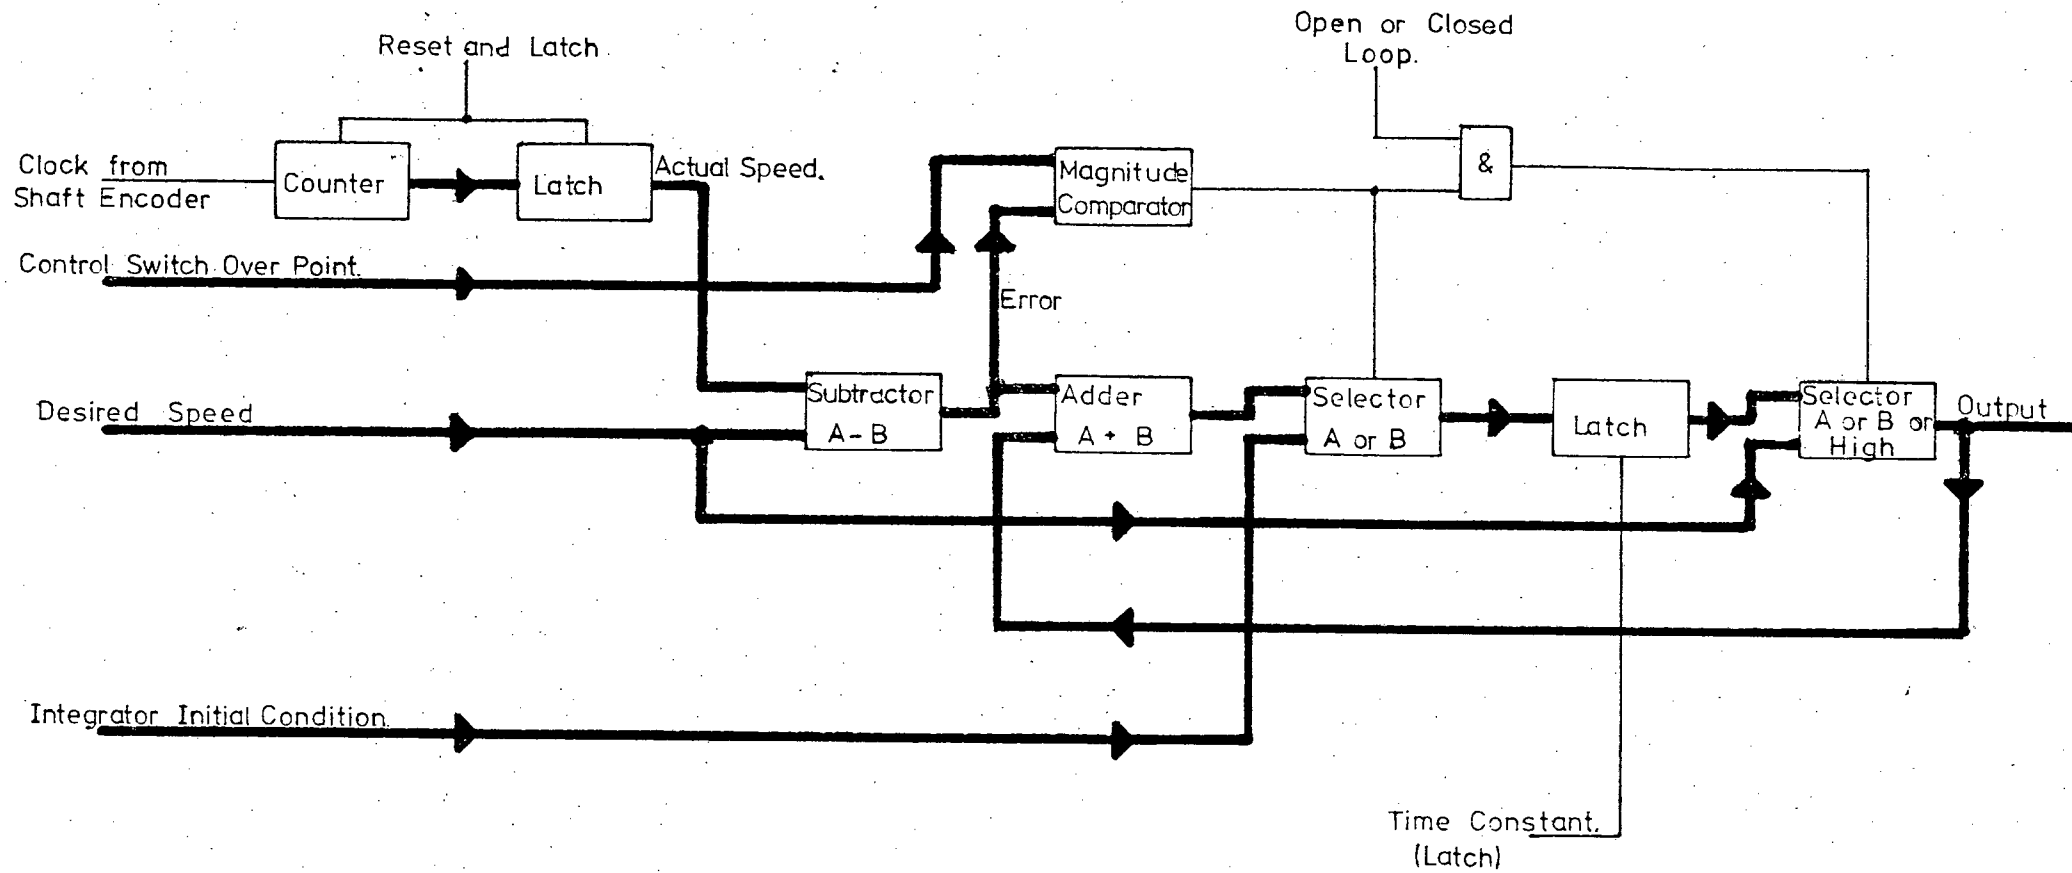 Open or Closed
Loop.
Reset and Latch
Clock from
Shaft Encoder
Counter
Latch
Actual Speed.
Magnitude
Comparator
&
Control Switch Over Point.
Error
Desired Speed
Subtractor
A-B
Adder
A + B
Selector
A or B
Latch
Selector
A or B or
High
Output
Integrator Initial Condition.
Time Constant.
(Latch)